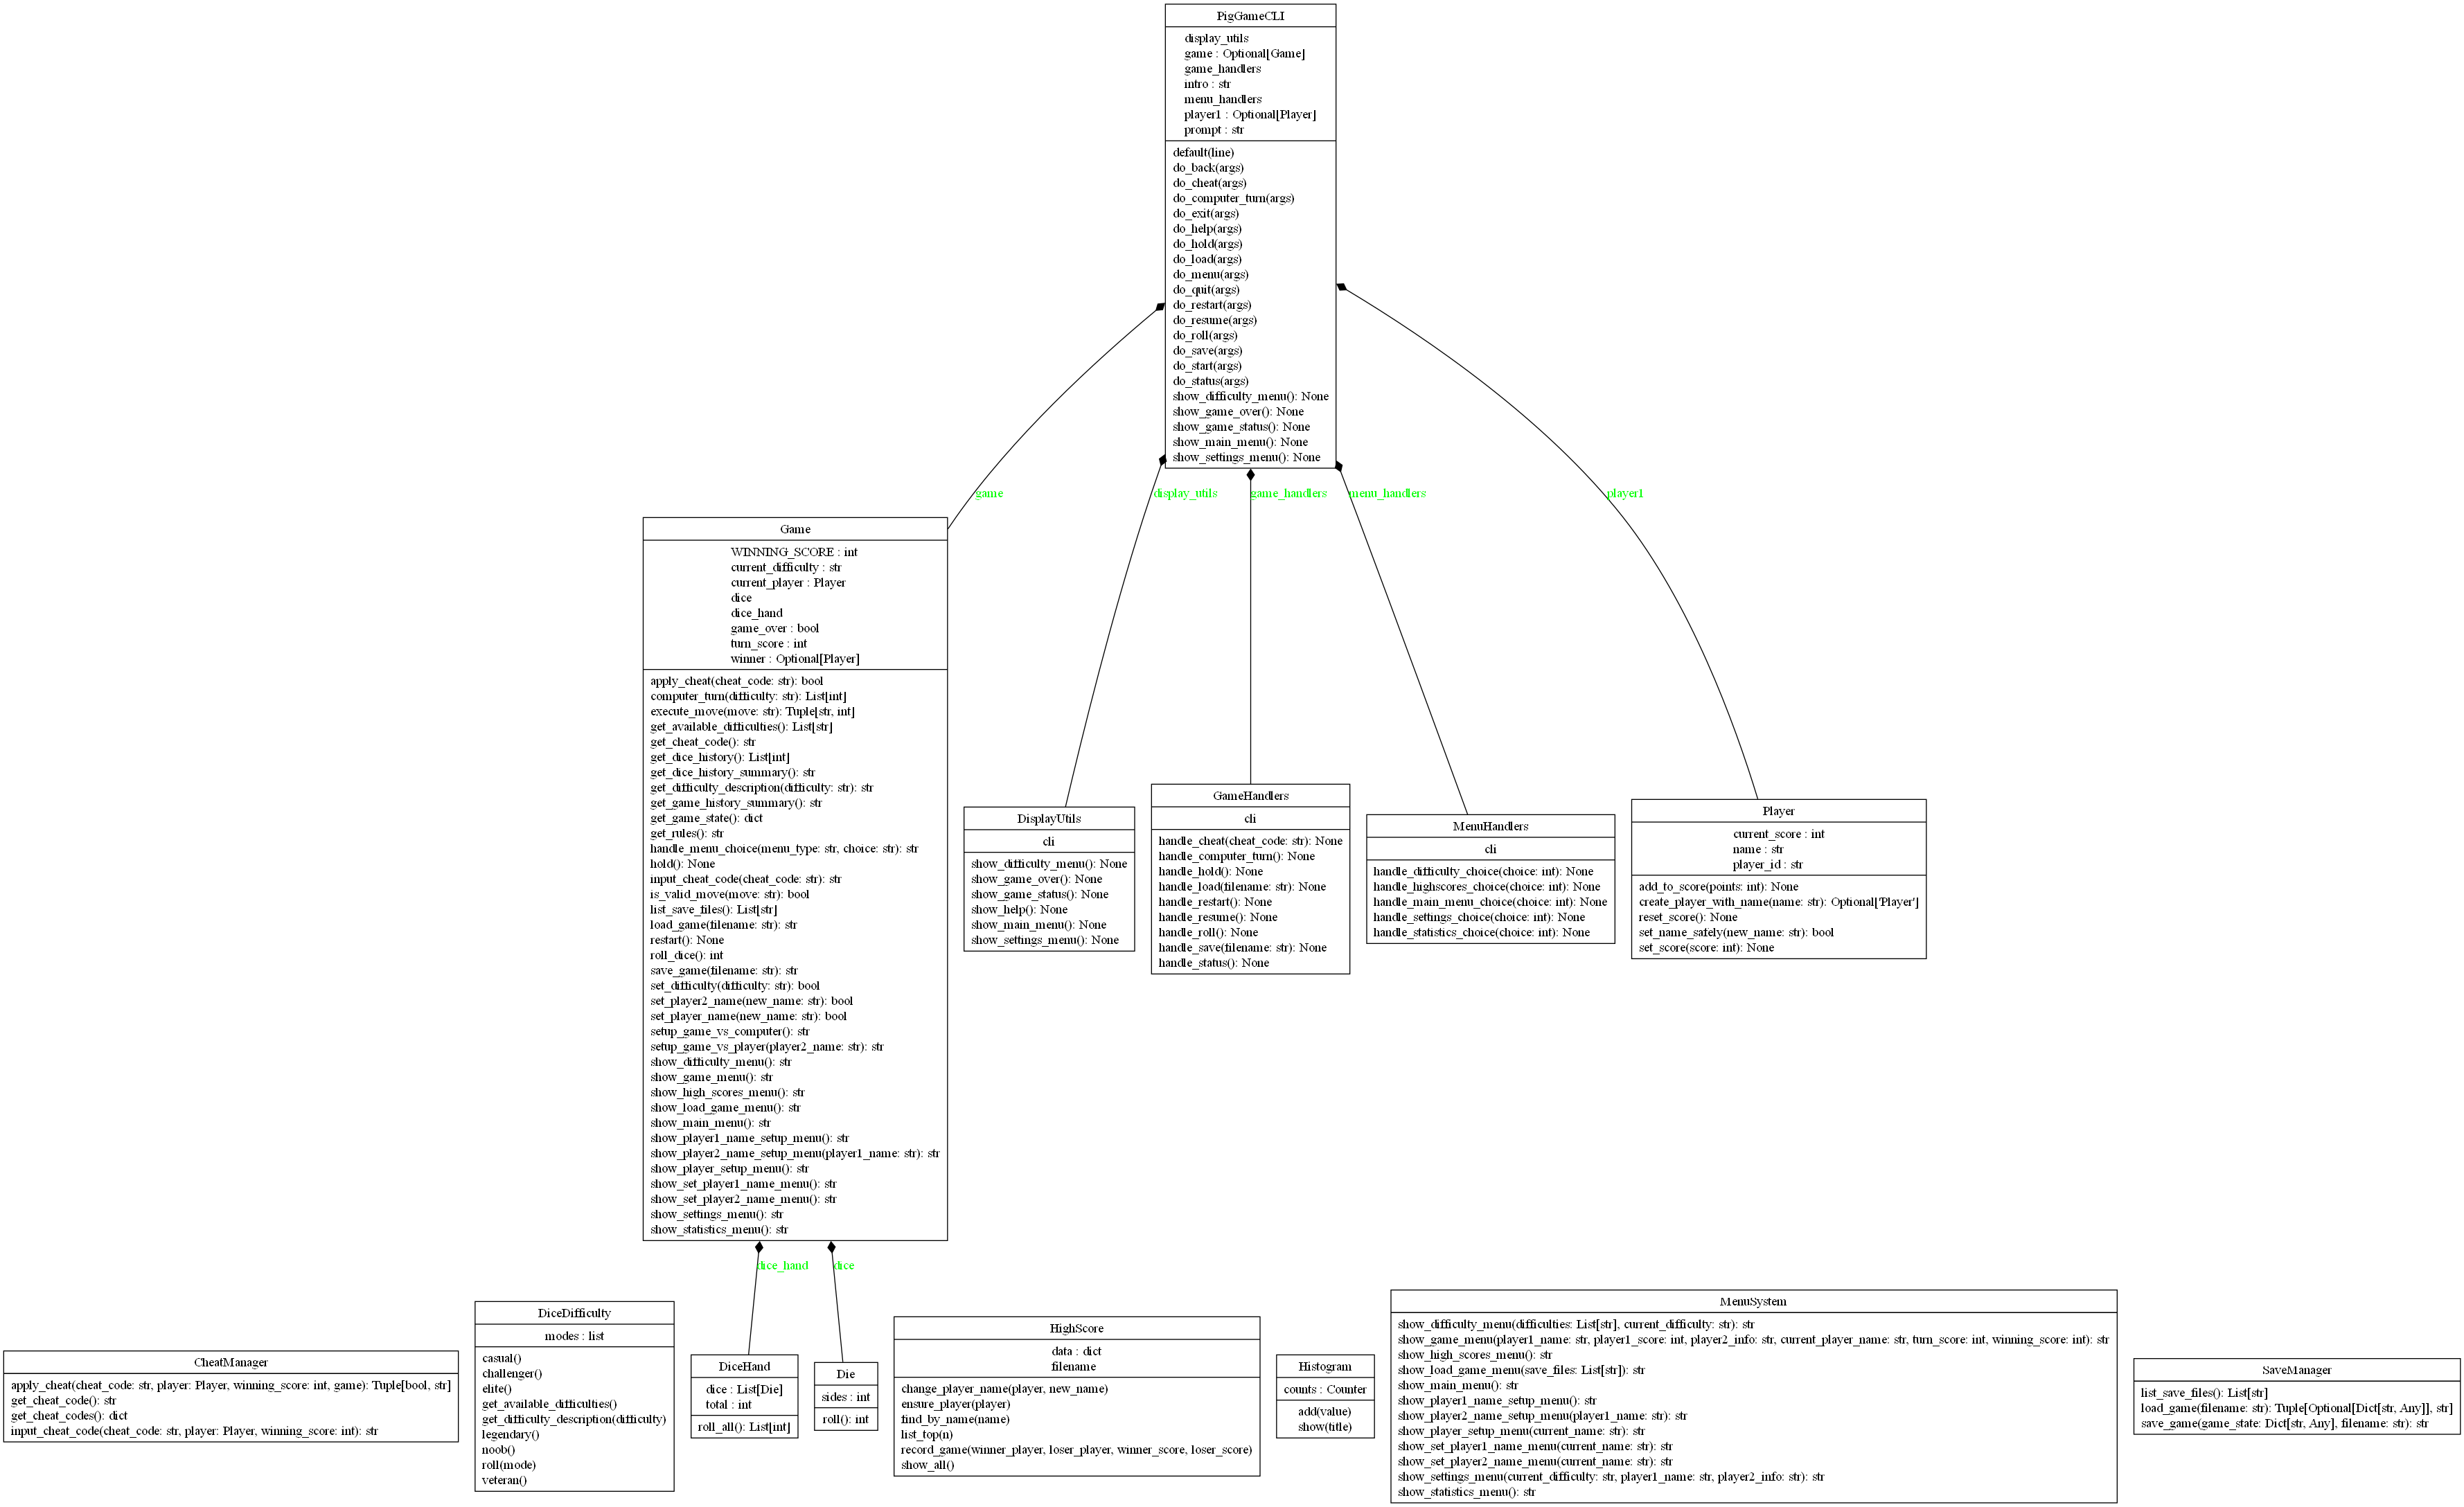 PigGameCLI
display_utils
game : Optional[Game]
game_handlers
intro : str
menu_handlers
player1 : Optional[Player]
prompt : str
default(line)
do_back(args)
do_cheat(args)
do_computer_turn(args)
do_exit(args)
do_help(args)
do_hold(args)
do_load(args)
do_menu(args)
do_quit(args)
do_restart(args)
do_resume(args)
do_roll(args)
do_save(args)
do_start(args)
do_status(args)
show_difficulty_menu(): None
show_game_over(): None
show_game_status(): None
show_main_menu(): None
show_settings_menu(): None
game
display_utils
game_handlers
menu_handlers
player1
Game
WINNING_SCORE : int
current_difficulty : str
current_player : Player
dice
dice_hand
game_over : bool
turn_score : int
winner : Optional[Player]
apply_cheat(cheat_code: str): bool
computer_turn(difficulty: str): List[int]
execute_move(move: str): Tuple[str, int]
get_available_difficulties(): List[str]
get_cheat_code(): str
get_dice_history(): List[int]
get_dice_history_summary(): str
get_difficulty_description(difficulty: str): str
get_game_history_summary(): str
get_game_state(): dict
get_rules(): str
handle_menu_choice(menu_type: str, choice: str): str
hold(): None
input_cheat_code(cheat_code: str): str
is_valid_move(move: str): bool
list_save_files(): List[str]
load_game(filename: str): str
restart(): None
roll_dice(): int
save_game(filename: str): str
set_difficulty(difficulty: str): bool
set_player2_name(new_name: str): bool
set_player_name(new_name: str): bool
setup_game_vs_computer(): str
setup_game_vs_player(player2_name: str): str
show_difficulty_menu(): str
show_game_menu(): str
show_high_scores_menu(): str
show_load_game_menu(): str
show_main_menu(): str
show_player1_name_setup_menu(): str
show_player2_name_setup_menu(player1_name: str): str
show_player_setup_menu(): str
show_set_player1_name_menu(): str
show_set_player2_name_menu(): str
show_settings_menu(): str
show_statistics_menu(): str
DisplayUtils
cli
show_difficulty_menu(): None
show_game_over(): None
show_game_status(): None
show_help(): None
show_main_menu(): None
show_settings_menu(): None
GameHandlers
cli
handle_cheat(cheat_code: str): None
handle_computer_turn(): None
handle_hold(): None
handle_load(filename: str): None
handle_restart(): None
handle_resume(): None
handle_roll(): None
handle_save(filename: str): None
handle_status(): None
MenuHandlers
cli
handle_difficulty_choice(choice: int): None
handle_highscores_choice(choice: int): None
handle_main_menu_choice(choice: int): None
handle_settings_choice(choice: int): None
handle_statistics_choice(choice: int): None
Player
current_score : int
name : str
player_id : str
add_to_score(points: int): None
create_player_with_name(name: str): Optional['Player']
reset_score(): None
set_name_safely(new_name: str): bool
set_score(score: int): None
dice_hand
dice
CheatManager
apply_cheat(cheat_code: str, player: Player, winning_score: int, game): Tuple[bool, str]
get_cheat_code(): str
get_cheat_codes(): dict
input_cheat_code(cheat_code: str, player: Player, winning_score: int): str
DiceDifficulty
modes : list
casual()
challenger()
elite()
get_available_difficulties()
get_difficulty_description(difficulty)
legendary()
noob()
roll(mode)
veteran()
DiceHand
dice : List[Die]
total : int
roll_all(): List[int]
Die
sides : int
roll(): int
HighScore
data : dict
filename
change_player_name(player, new_name)
ensure_player(player)
find_by_name(name)
list_top(n)
record_game(winner_player, loser_player, winner_score, loser_score)
show_all()
Histogram
counts : Counter
add(value)
show(title)
MenuSystem
show_difficulty_menu(difficulties: List[str], current_difficulty: str): str
show_game_menu(player1_name: str, player1_score: int, player2_info: str, current_player_name: str, turn_score: int, winning_score: int): str
show_high_scores_menu(): str
show_load_game_menu(save_files: List[str]): str
show_main_menu(): str
show_player1_name_setup_menu(): str
show_player2_name_setup_menu(player1_name: str): str
show_player_setup_menu(current_name: str): str
show_set_player1_name_menu(current_name: str): str
show_set_player2_name_menu(current_name: str): str
show_settings_menu(current_difficulty: str, player1_name: str, player2_info: str): str
show_statistics_menu(): str
SaveManager
list_save_files(): List[str]
load_game(filename: str): Tuple[Optional[Dict[str, Any]], str]
save_game(game_state: Dict[str, Any], filename: str): str